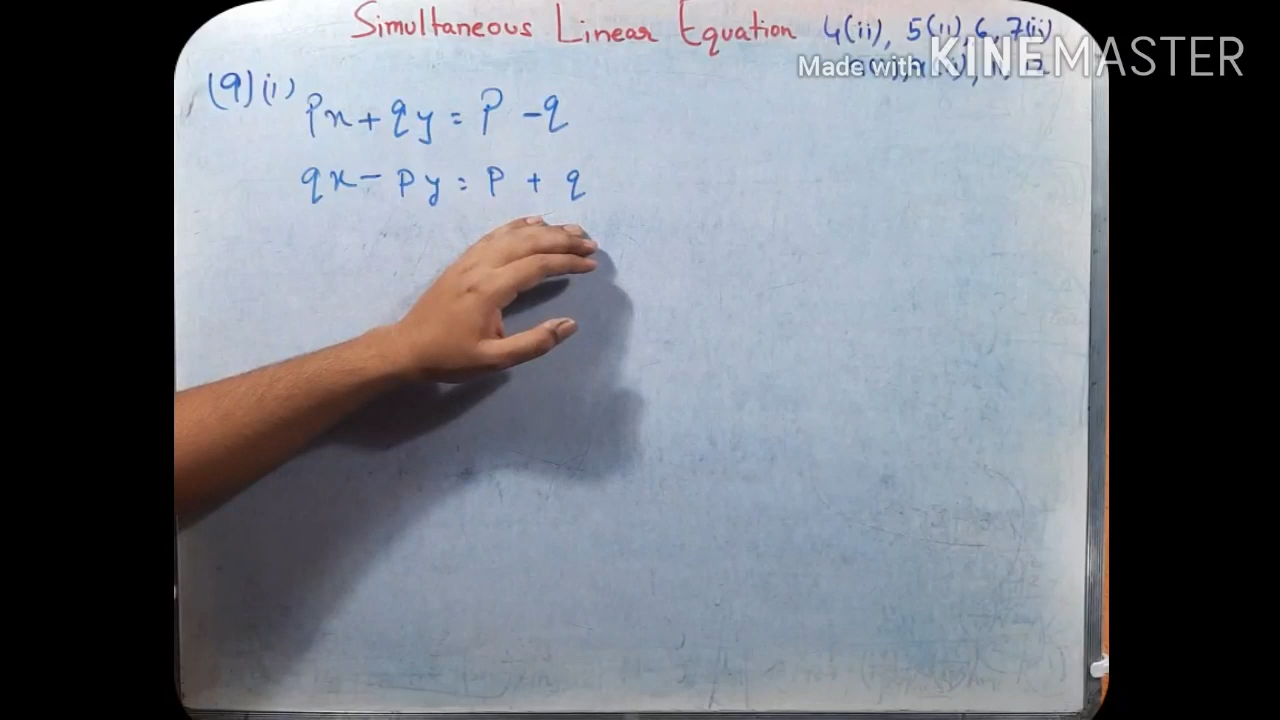 Simultaneous Linear Equation 4(ii), 5(ii), 6, 7(ii)
Made with KINEMASTER
(9)(i) px + qy = p - q
qx - py = p + q